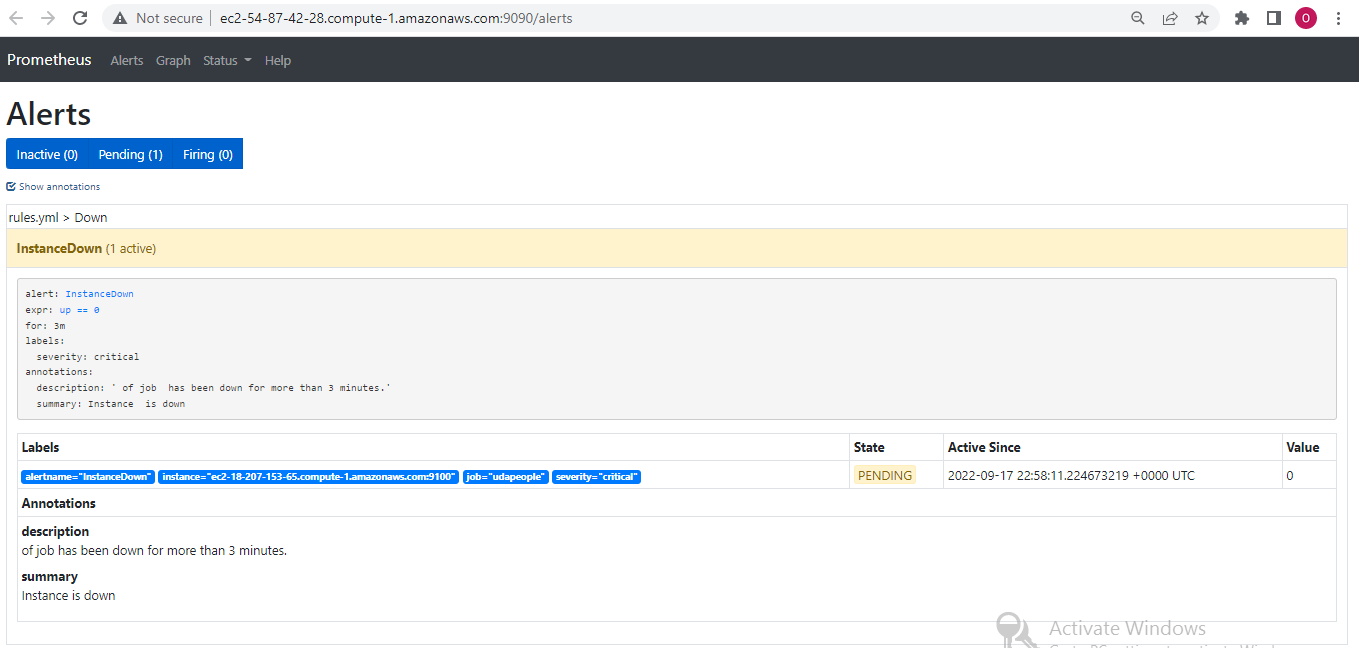 Not secure | ec2-54-87-42-28.compute-1.amazonaws.com:9090/alerts O
Prometheus Alerts Graph Status Help
Alerts
Inactive (0) Pending (1) Firing (0)
Show annotations
rules.yml > Down
InstanceDown (1 active)
alert: InstanceDown
expr: up == 0
for: 3m
labels:
  severity: critical
annotations:
  description: ' of job  has been down for more than 3 minutes.'
  summary: Instance  is down
Labels State Active Since Value
alertname="InstanceDown" instance="ec2-18-207-153-65.compute-1.amazonaws.com:9100" job="udapeople" severity="critical" PENDING 2022-09-17 22:58:11.224673219 +0000 UTC 0
Annotations
description
of job has been down for more than 3 minutes.
summary
Instance is down
Activate Windows